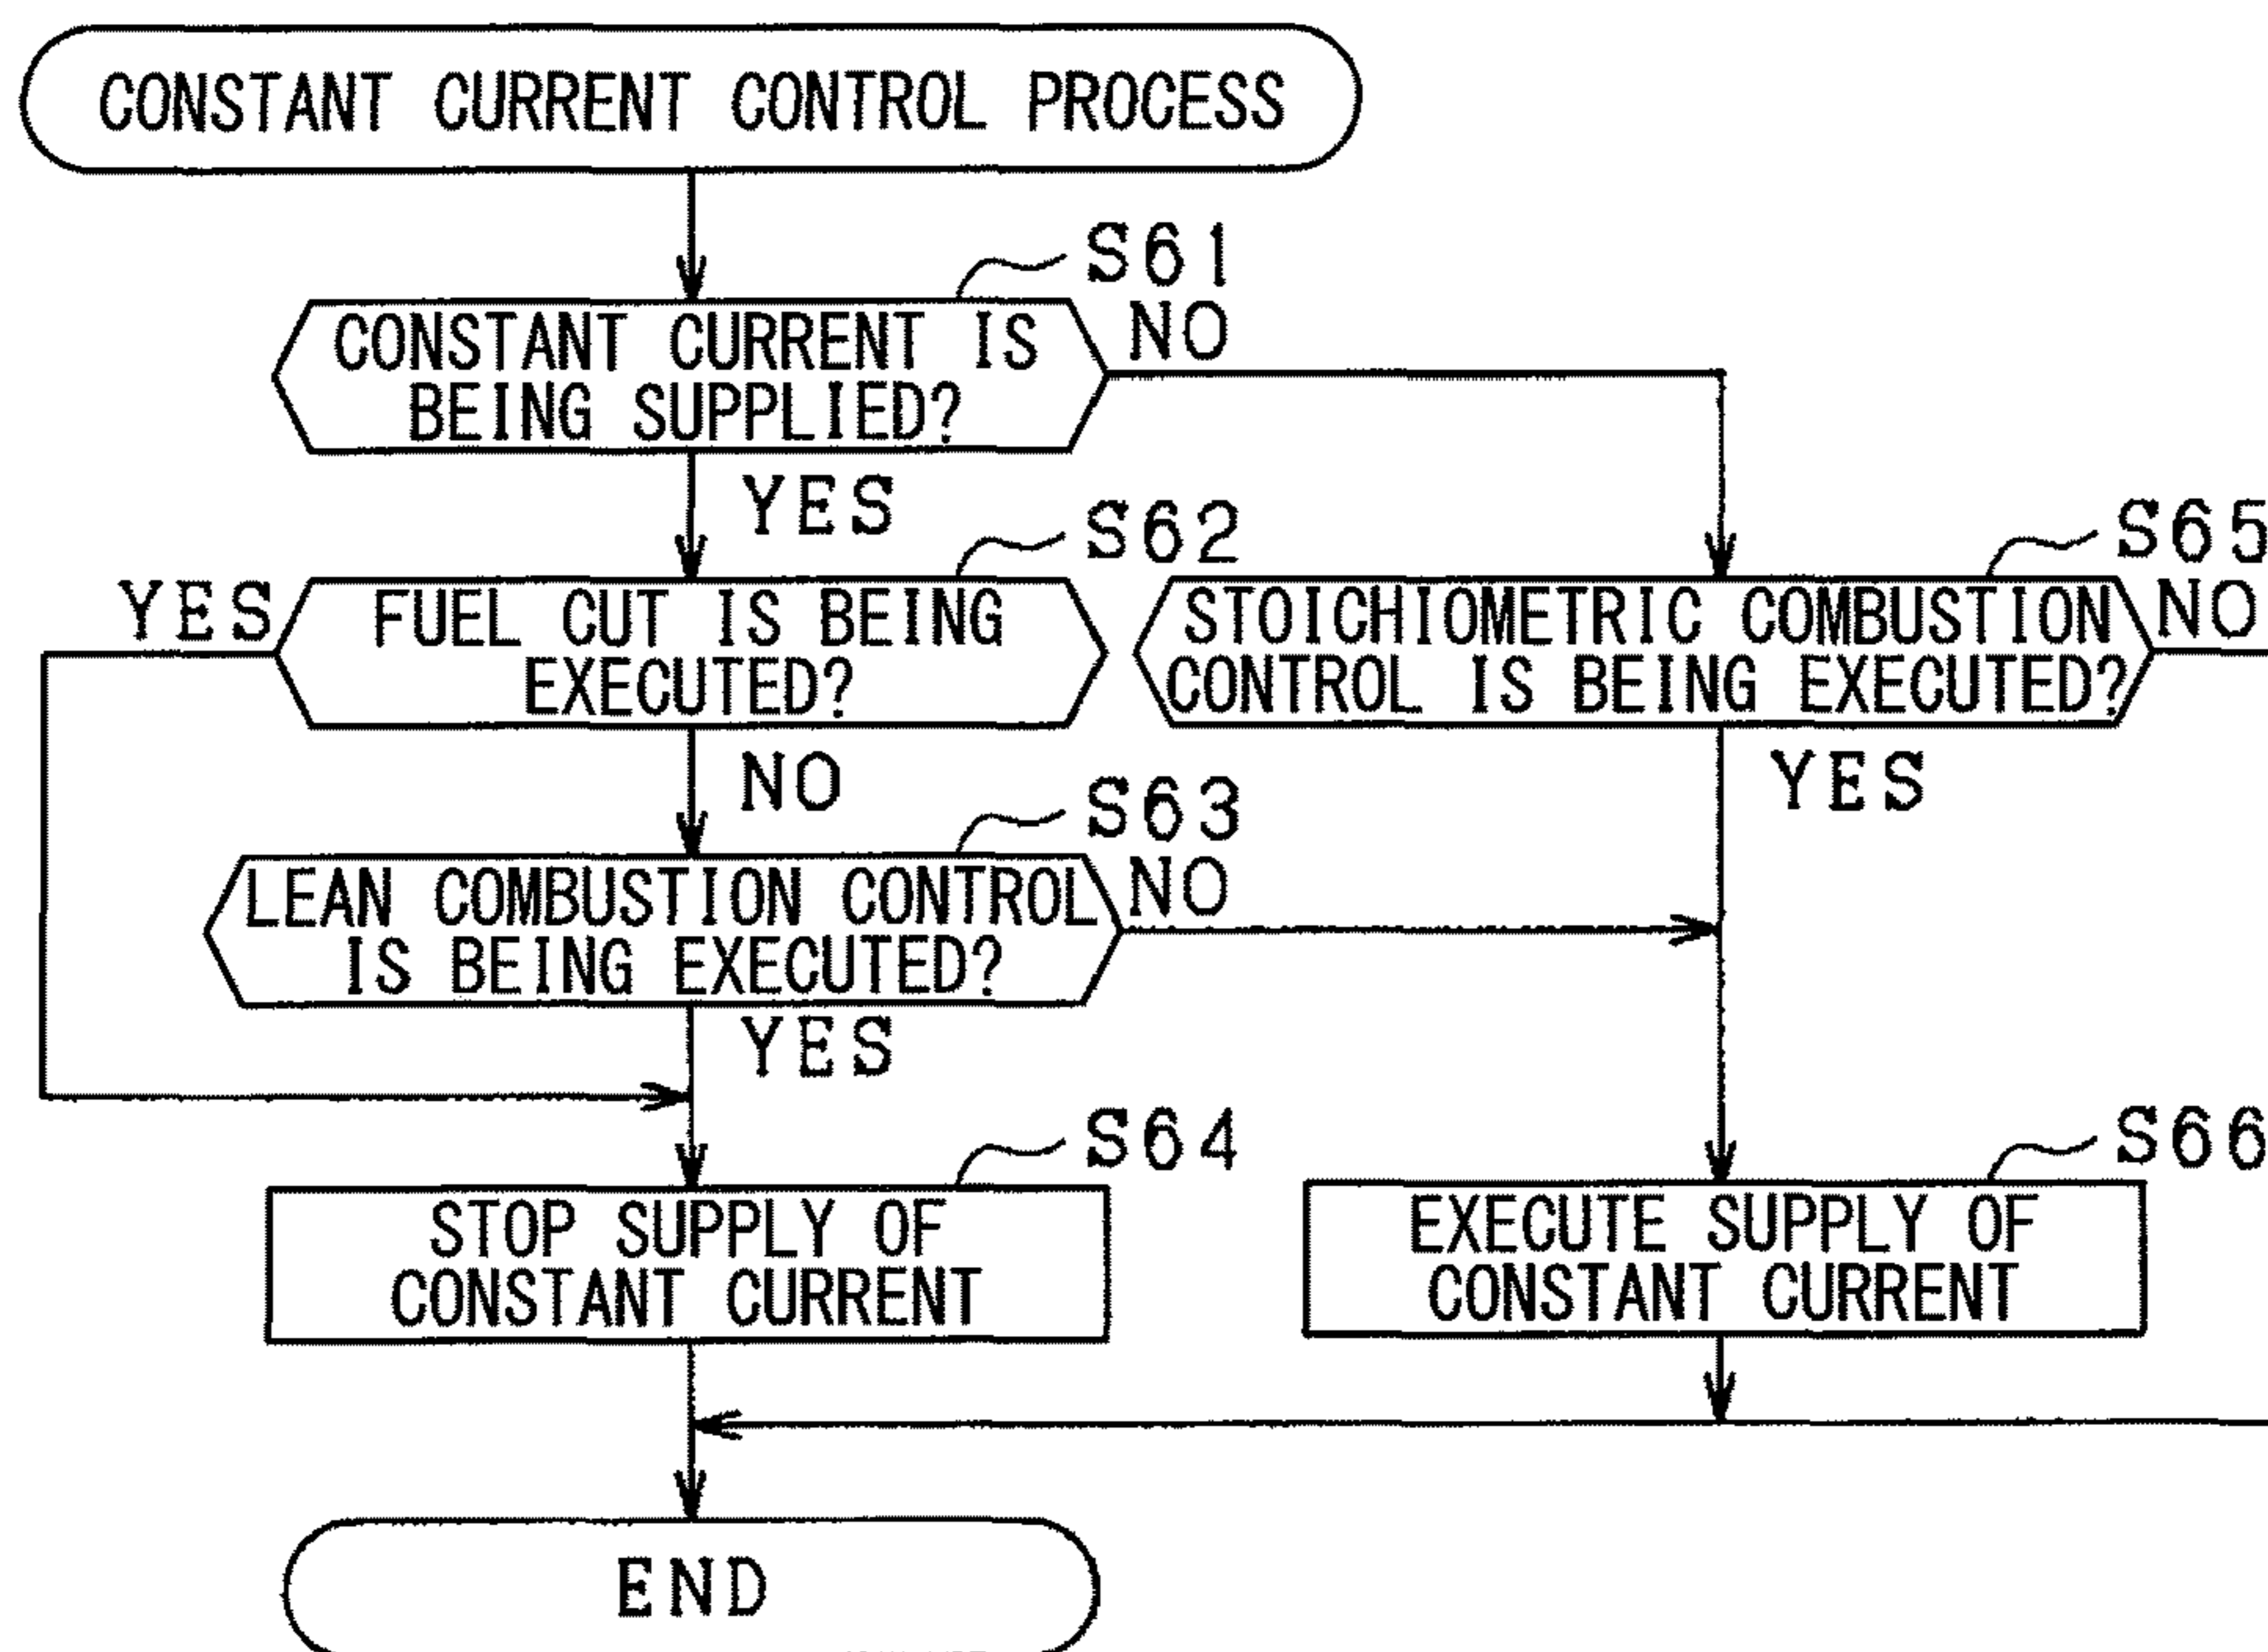 CONSTANT CURRENT CONTROL PROCESS
S61
CONSTANT CURRENT IS
BEING SUPPLIED?
NO
YES
S62
YES
FUEL CUT IS BEING
EXECUTED?
NO
S65
STOICHIOMETRIC COMBUSTION
CONTROL IS BEING EXECUTED?
NO
YES
S63
LEAN COMBUSTION CONTROL
IS BEING EXECUTED?
NO
YES
S64
STOP SUPPLY OF
CONSTANT CURRENT
S66
EXECUTE SUPPLY OF
CONSTANT CURRENT
END